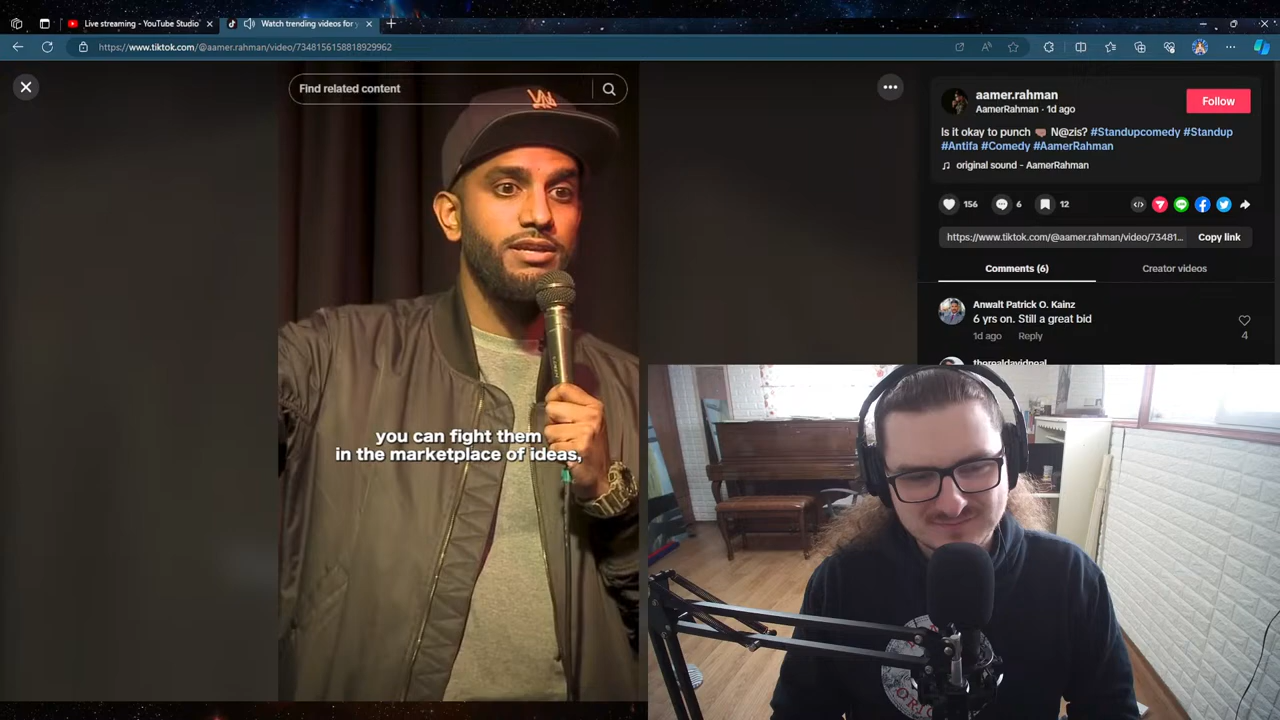 Live streaming - YouTube Studio
Watch trending videos for y
https://www.tiktok.com/@aamer.rahman/video/7348156158818929962
Find related content
you can fight them
in the marketplace of ideas,
aamer.rahman
AamerRahman · 1d ago
Follow
Is it okay to punch 🤜🏽 N@zis? #Standupcomedy #Standup
#Antifa #Comedy #AamerRahman
original sound - AamerRahman
156
6
12
https://www.tiktok.com/@aamer.rahman/video/73481...
Copy link
Comments (6)
Creator videos
Anwalt Patrick O. Kainz
6 yrs on. Still a great bid
1d ago
Reply
4